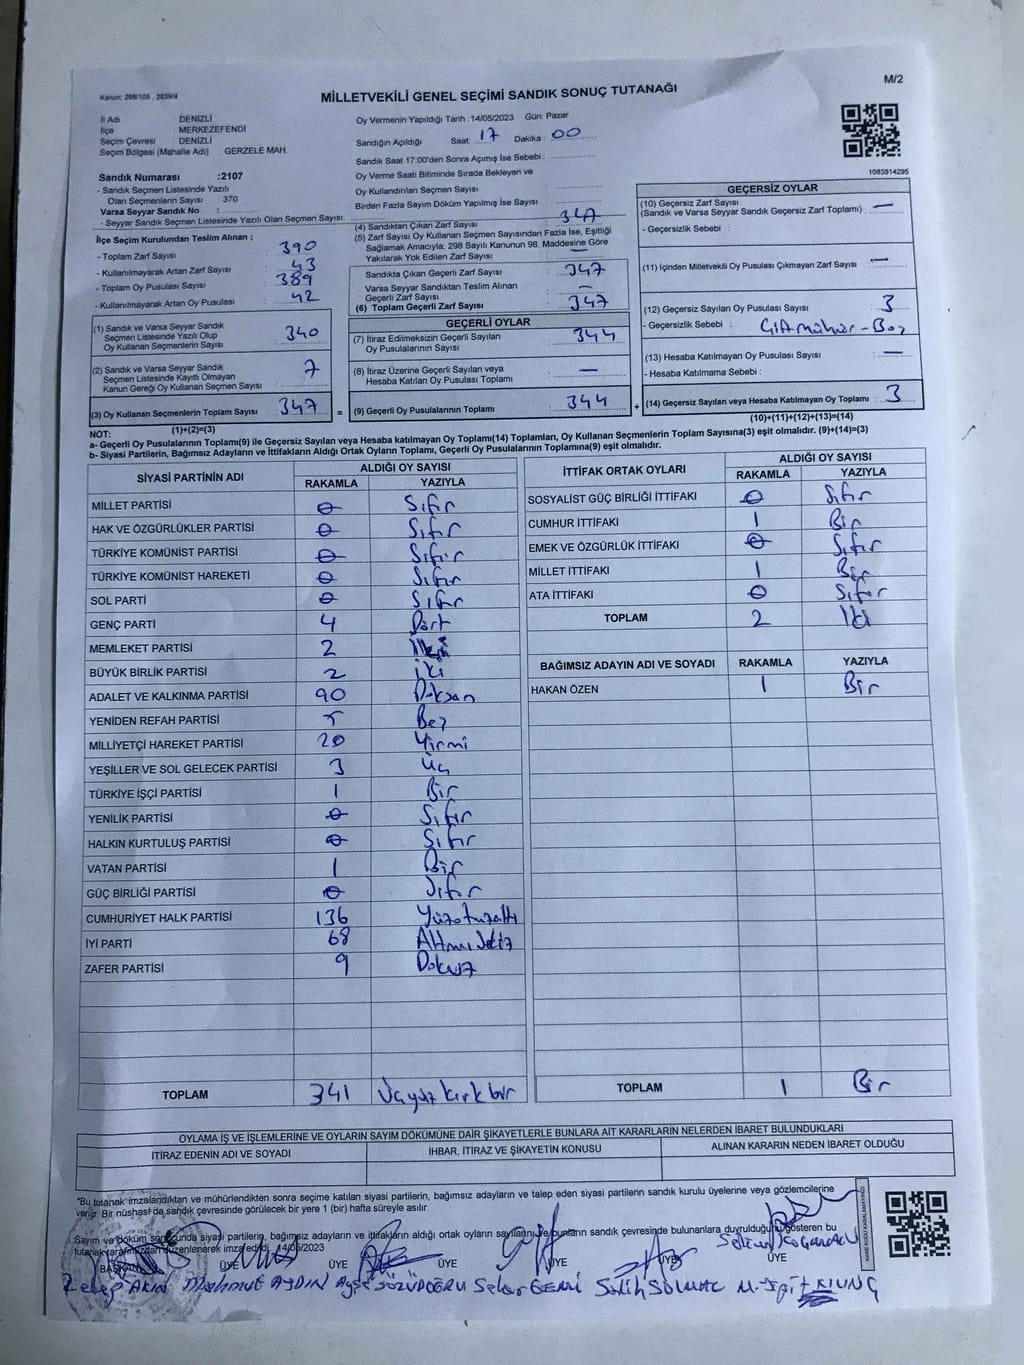 Kanun: 298/105 , 2839/4
M/2
MİLLETVEKİLİ GENEL SEÇİMİ SANDIK SONUÇ TUTANAĞI
İl Adı DENİZLİ
İlçe MERKEZEFENDİ
Seçim Çevresi : DENİZLİ
Seçim Bölgesi (Mahalle Adı) : GERZELE MAH.
Sandık Numarası :2107
- Sandık Seçmen Listesinde Yazılı
Olan Seçmenlerin Sayısı : 370
Varsa Seyyar Sandık No :
- Seyyar Sandık Seçmen Listesinde Yazılı Olan Seçmen Sayısı:
Oy Vermenin Yapıldığı Tarih : 14/05/2023 Gün: Pazar
Sandığın Açıldığı Saat: 17 Dakika : 00
Sandık Saat 17:00'den Sonra Açımış İse Sebebi :
Oy Verme Saati Bitiminde Sırada Bekleyen ve
Oy Kullandırılan Seçmen Sayısı :
Birden Fazla Sayım Döküm Yapılmış İse Sayısı :
1083814295
İlçe Seçim Kurulundan Teslim Alınan ;
- Toplam Zarf Sayısı : 390
- Kullanılmayarak Artan Zarf Sayısı : 43
- Toplam Oy Pusulası Sayısı : 389
- Kullanılmayarak Artan Oy Pusulası : 42
(1) Sandık ve Varsa Seyyar Sandık
Seçmen Listesinde Yazılı Olup
Oy Kullanan Seçmenlerin Sayısı : 340
(2) Sandık ve Varsa Seyyar Sandık
Seçmen Listesinde Kayıtlı Olmayan
Kanun Gereği Oy Kullanan Seçmen Sayısı : 7
(3) Oy Kullanan Seçmenlerin Toplam Sayısı : 347
(1)+(2)=(3)
(4) Sandıktan Çıkan Zarf Sayısı : 347
(5) Zarf Sayısı Oy Kullanan Seçmen Sayısından Fazla İse, Eşitliği
Sağlamak Amacıyla, 298 Sayılı Kanunun 98. Maddesine Göre
Yakılarak Yok Edilen Zarf Sayısı : —
Sandıkta Çıkan Geçerli Zarf Sayısı : 347
Varsa Seyyar Sandıktan Teslim Alınan
Geçerli Zarf Sayısı : —
(6) Toplam Geçerli Zarf Sayısı : 347
GEÇERLİ OYLAR
(7) İtiraz Edilmeksizin Geçerli Sayılan
Oy Pusulalarının Sayısı : 344
(8) İtiraz Üzerine Geçerli Sayılan veya
Hesaba Katılan Oy Pusulası Toplamı : —
= (9) Geçerli Oy Pusulalarının Toplamı : 344
GEÇERSİZ OYLAR
(10) Geçersiz Zarf Sayısı : —
(Sandık ve Varsa Seyyar Sandık Geçersiz Zarf Toplamı)
- Geçersizlik Sebebi :
(11) İçinden Milletvekili Oy Pusulası Çıkmayan Zarf Sayısı : —
(12) Geçersiz Sayılan Oy Pusulası Sayısı : 3
- Geçersizlik Sebebi : Çift Mühür - Boş
(13) Hesaba Katılmayan Oy Pusulası Sayısı : —
- Hesaba Katılmama Sebebi :
+ (14) Geçersiz Sayılan veya Hesaba Katılmayan Oy Toplamı : 3
(10)+(11)+(12)+(13)=(14)
NOT:
a- Geçerli Oy Pusulalarının Toplamı(9) ile Geçersiz Sayılan veya Hesaba katılmayan Oy Toplamı(14) Toplamları, Oy Kullanan Seçmenlerin Toplam Sayısına(3) eşit olmalıdır. (9)+(14)=(3)
b- Siyasi Partilerin, Bağımsız Adayların ve İttifakların Aldığı Ortak Oyların Toplamı, Geçerli Oy Pusulalarının Toplamına(9) eşit olmalıdır.
SİYASİ PARTİNİN ADI ALDIĞI OY SAYISI
RAKAMLA YAZIYLA
MİLLET PARTİSİ 0 Sıfır
HAK VE ÖZGÜRLÜKLER PARTİSİ 0 Sıfır
TÜRKİYE KOMÜNİST PARTİSİ 0 Sıfır
TÜRKİYE KOMÜNİST HAREKETİ 0 Sıfır
SOL PARTİ 0 Sıfır
GENÇ PARTİ 4 Dört
MEMLEKET PARTİSİ 2
BÜYÜK BİRLİK PARTİSİ 2 İki
ADALET VE KALKINMA PARTİSİ 90 Doksan
YENİDEN REFAH PARTİSİ 5 Beş
MİLLİYETÇİ HAREKET PARTİSİ 20 Yirmi
YEŞİLLER VE SOL GELECEK PARTİSİ 3 Üç
TÜRKİYE İŞÇİ PARTİSİ 1 Bir
YENİLİK PARTİSİ 0 Sıfır
HALKIN KURTULUŞ PARTİSİ 0 Sıfır
VATAN PARTİSİ 1 Bir
GÜÇ BİRLİĞİ PARTİSİ 0 Sıfır
CUMHURİYET HALK PARTİSİ 136 Yüzotuzaltı
İYİ PARTİ 68 Altmışsekiz
ZAFER PARTİSİ 9 Dokuz
TOPLAM 341 Üçyüz kırk bir
İTTİFAK ORTAK OYLARI ALDIĞI OY SAYISI
RAKAMLA YAZIYLA
SOSYALİST GÜÇ BİRLİĞİ İTTİFAKI 0 Sıfır
CUMHUR İTTİFAKI 1 Bir
EMEK VE ÖZGÜRLÜK İTTİFAKI 0 Sıfır
MİLLET İTTİFAKI 1 Bir
ATA İTTİFAKI 0 Sıfır
TOPLAM 2 İki
BAĞIMSIZ ADAYIN ADI VE SOYADI RAKAMLA YAZIYLA
HAKAN ÖZEN 1 Bir
TOPLAM 1 Bir
OYLAMA İŞ VE İŞLEMLERİNE VE OYLARIN SAYIM DÖKÜMÜNE DAİR ŞİKAYETLERLE BUNLARA AİT KARARLARIN NELERDEN İBARET BULUNDUKLARI
İTİRAZ EDENİN ADI VE SOYADI İHBAR, İTİRAZ VE ŞİKAYETİN KONUSU ALINAN KARARIN NEDEN İBARET OLDUĞU
*Bu tutanak imzalandıktan ve mühürlendikten sonra seçime katılan siyasi partilerin, bağımsız adayların ve talep eden siyasi partilerin sandık kurulu üyelerine veya gözlemcilerine
verilir. Bir nüshası da sandık çevresinde görülecek bir yere 1 (bir) hafta süreyle asılır.
Sayım ve döküm sonucunda siyasi partilerin, bağımsız adayların ve ittifakların aldığı ortak oyların sayılarını ve bunların sandık çevresinde bulunanlara duyrulduğunu gösteren bu
tutanak tarafımızdan düzenlenerek imza edildi. 14/05/2023
BAŞKAN ÜYE ÜYE ÜYE ÜYE ÜYE
Recep AKIN Mahmut AYDIN Ayşe SÖZÜDOĞRU Salih SOLMAZ M. Yiğit KILINÇ